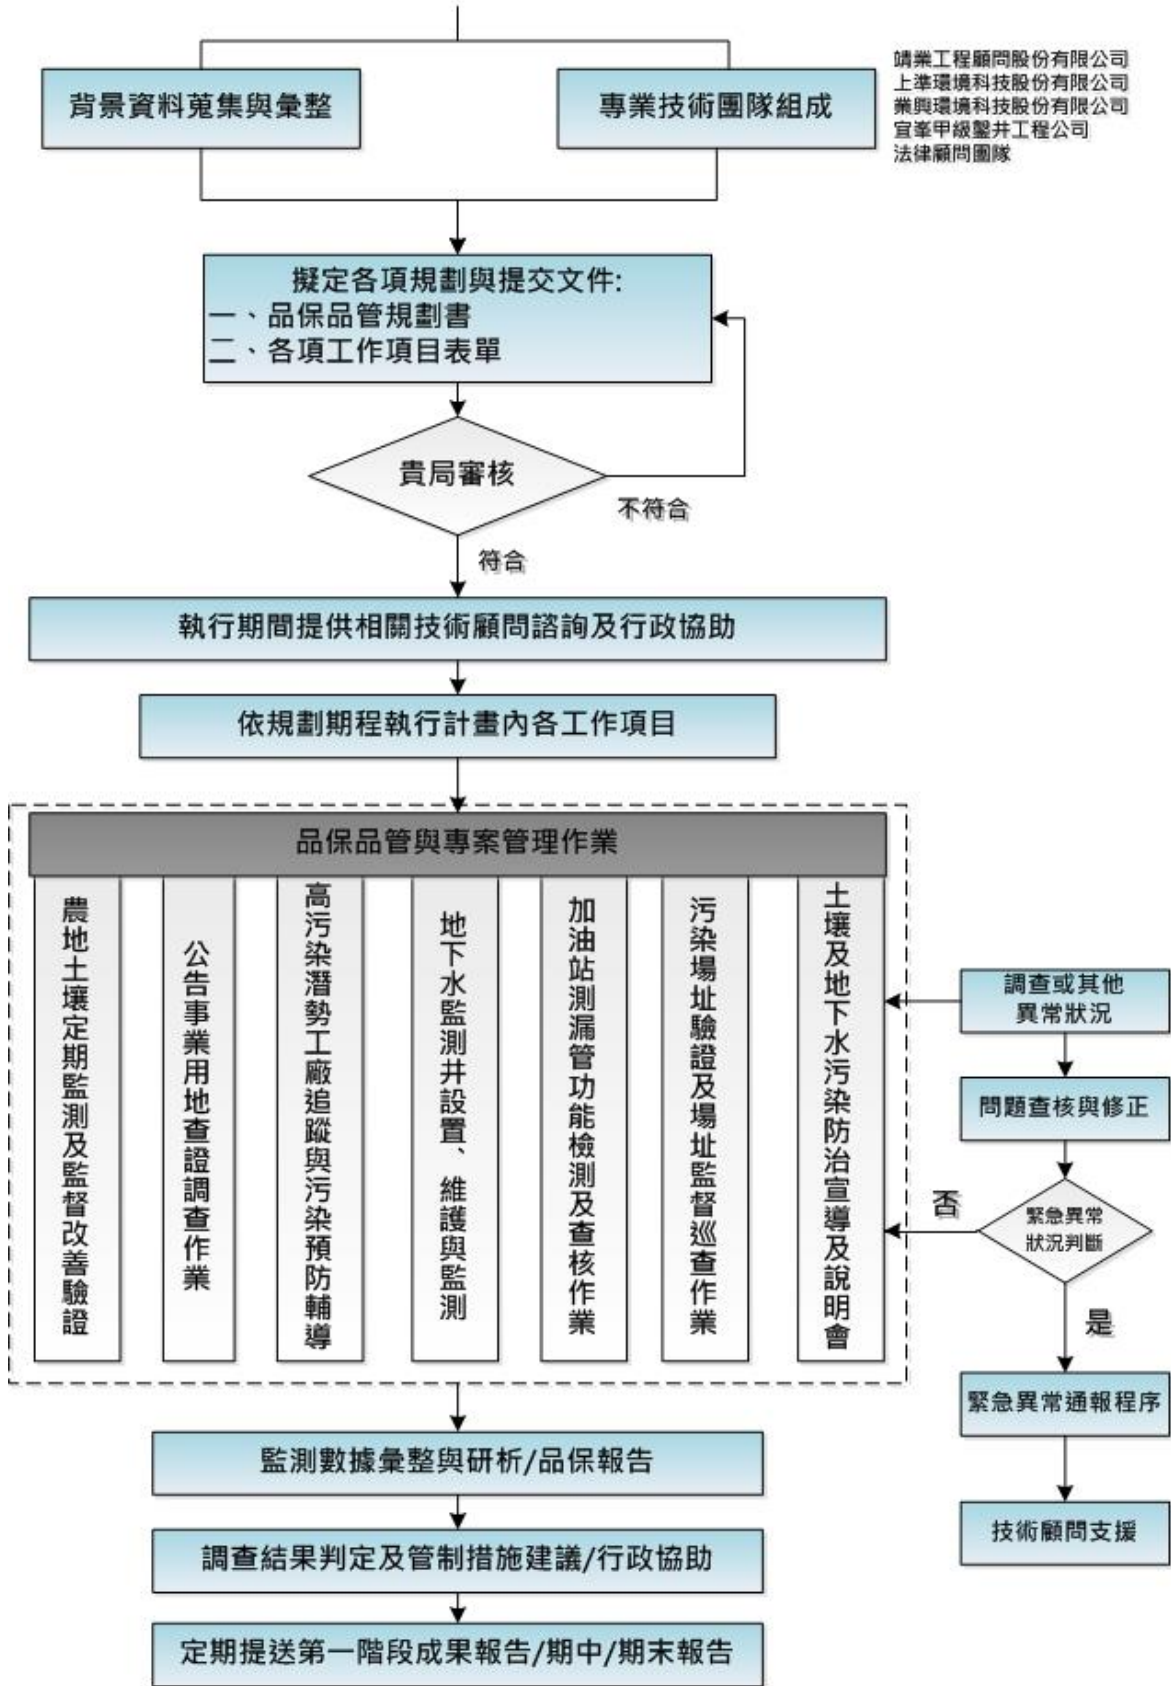 背景資料蒐集與彙整
專業技術團隊組成
靖業工程顧問股份有限公司
上準環境科技股份有限公司
業興環境科技股份有限公司
宜峯甲級鑿井工程公司
法律顧問團隊
擬定各項規劃與提交文件:
一、品保品管規劃書
二、各項工作項目表單
貴局審核
不符合
符合
執行期間提供相關技術顧問諮詢及行政協助
依規劃期程執行計畫內各工作項目
品保品管與專案管理作業
農地土壤定期監測及監督改善驗證
公告事業用地查證調查作業
高污染潛勢工廠追蹤與污染預防輔導
地下水監測井設置、維護與監測
加油站測漏管功能檢測及查核作業
污染場址驗證及場址監督巡查作業
土壤及地下水污染防治宣導及說明會
調查或其他
異常狀況
問題查核與修正
緊急異常
狀況判斷
否
是
緊急異常通報程序
技術顧問支援
監測數據彙整與研析/品保報告
調查結果判定及管制措施建議/行政協助
定期提送第一階段成果報告/期中/期末報告